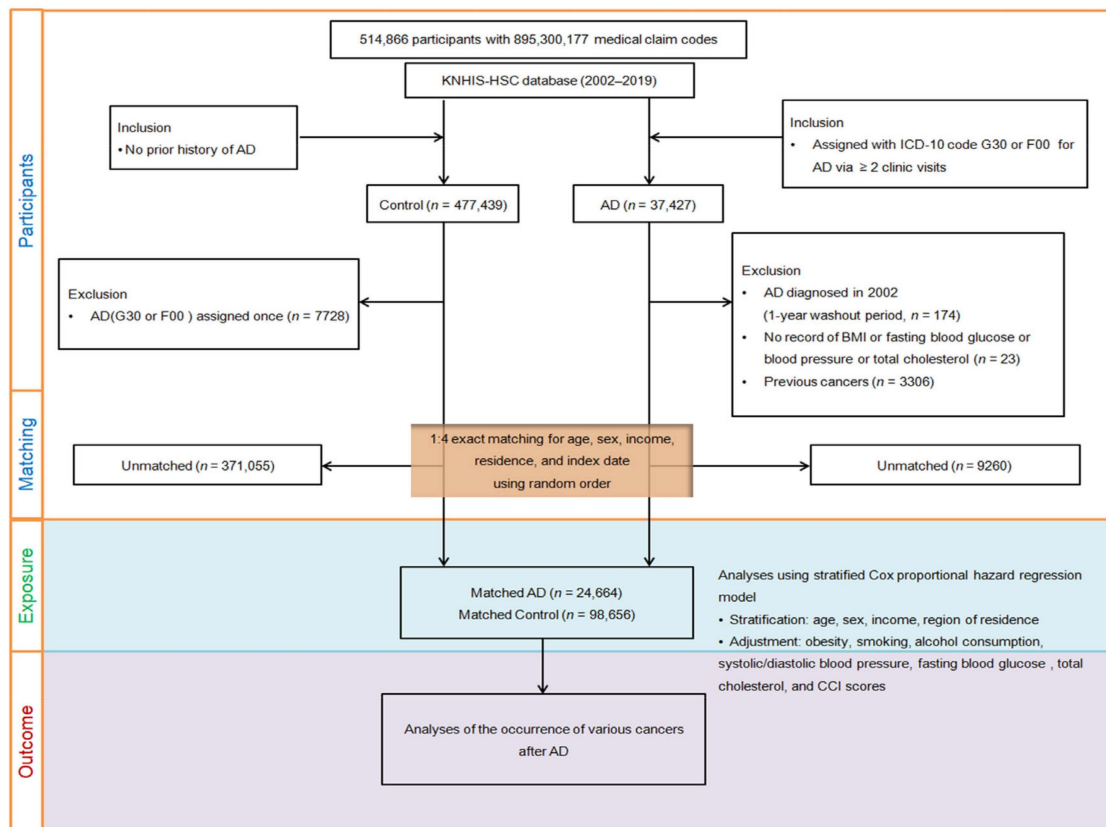 514,866 participants with 895,300,177 medical claim codes
KNHIS-HSC database (2002–2019)
Participants
Inclusion
• No prior history of AD
Inclusion
• Assigned with ICD-10 code G30 or F00 for
AD via ≥ 2 clinic visits
Control (n = 477,439)
AD (n = 37,427)
Exclusion
• AD(G30 or F00 ) assigned once (n = 7728)
Exclusion
• AD diagnosed in 2002
(1-year washout period, n = 174)
• No record of BMI or fasting blood glucose or
blood pressure or total cholesterol (n = 23)
• Previous cancers (n = 3306)
Matching
1:4 exact matching for age, sex, income,
residence, and index date
using random order
Unmatched (n = 371,055)
Unmatched (n = 9260)
Exposure
Matched AD (n = 24,664)
Matched Control (n = 98,656)
Analyses using stratified Cox proportional hazard regression
model
• Stratification: age, sex, income, region of residence
• Adjustment: obesity, smoking, alcohol consumption,
systolic/diastolic blood pressure, fasting blood glucose , total
cholesterol, and CCI scores
Outcome
Analyses of the occurrence of various cancers
after AD